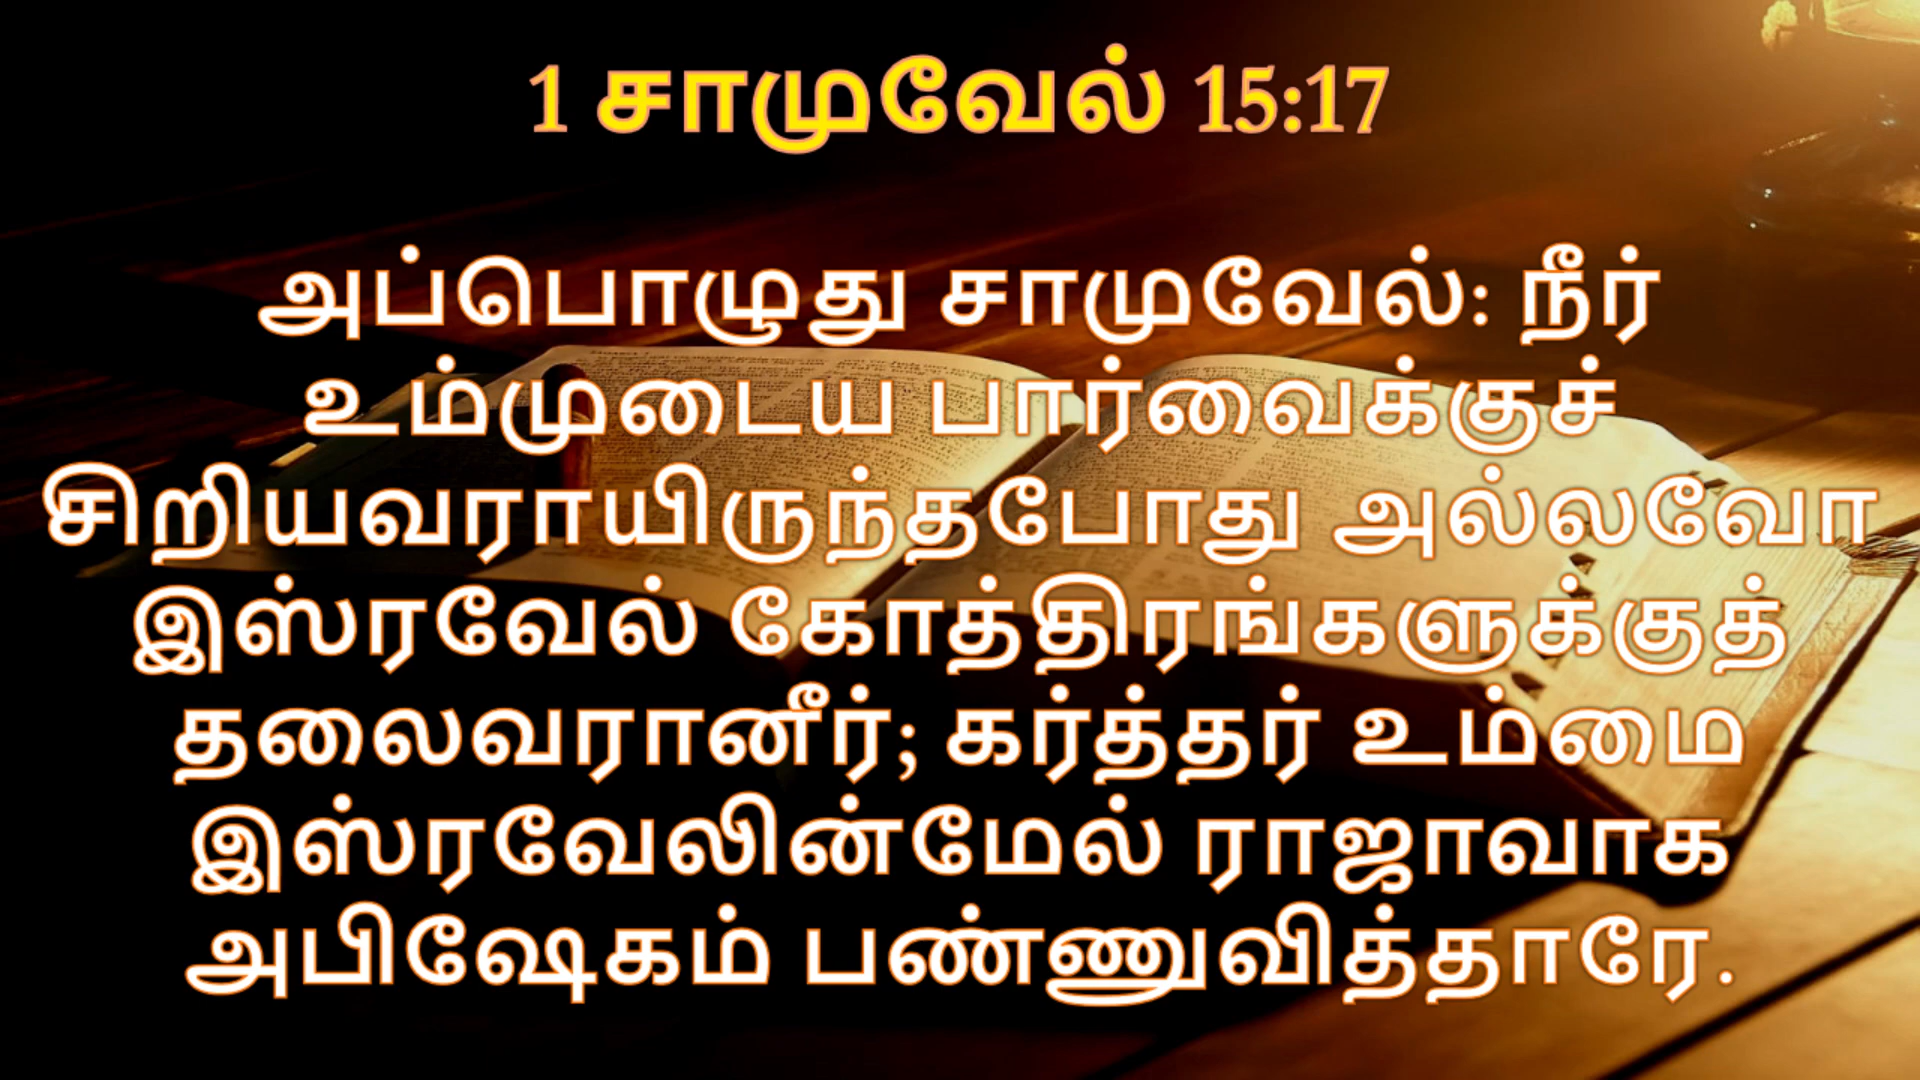 1 சாமுவேல் 15:17
அப்பொழுது சாமுவேல்: நீர்
உம்முடைய பார்வைக்குச்
சிறியவராயிருந்தபோது அல்லவோ
இஸ்ரவேல் கோத்திரங்களுக்குத்
தலைவரானீர்; கர்த்தர் உம்மை
இஸ்ரவேலின்மேல் ராஜாவாக
அபிஷேகம் பண்ணுவித்தாரே.